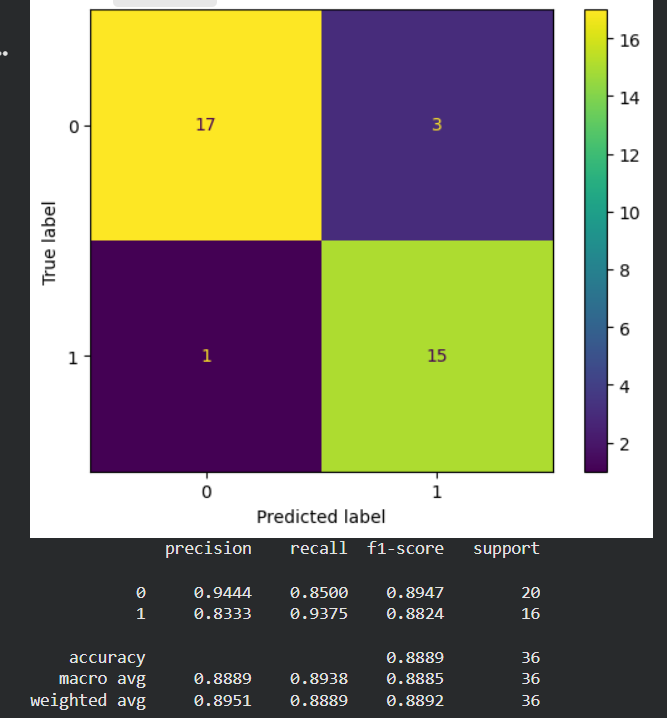 16
14
12
10
8
6
4
2
0 17 3
1 1 15
True label
0 1
Predicted label
precision recall f1-score support
0 0.9444 0.8500 0.8947 20
1 0.8333 0.9375 0.8824 16
accuracy 0.8889 36
macro avg 0.8889 0.8938 0.8885 36
weighted avg 0.8951 0.8889 0.8892 36